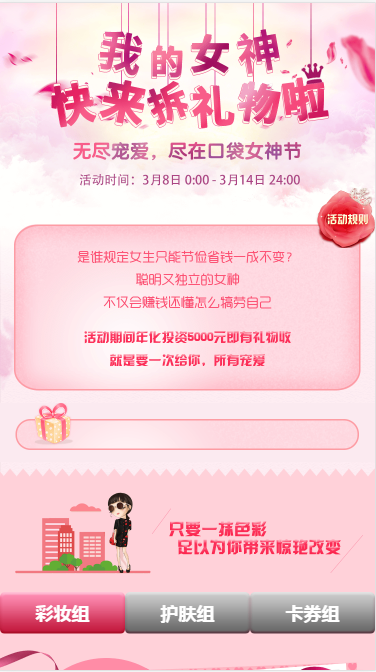 我的女神
快来拆礼物啦
无尽宠爱，尽在口袋女神节
活动时间：3月8日 0:00 - 3月14日 24:00
活动规则
是谁规定女生只能节俭省钱一成不变？
聪明又独立的女神
不仅会赚钱还懂怎么犒劳自己
活动期间年化投资5000元即有礼物收
就是要一次给你，所有宠爱
只要一抹色彩
足以为你带来惊艳改变
彩妆组
护肤组
卡券组